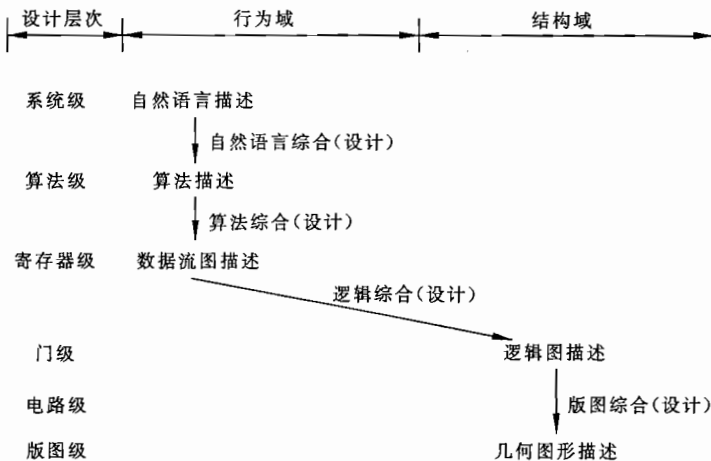 设计层次 行为域 结构域
系统级 自然语言描述
自然语言综合(设计)
算法级 算法描述
算法综合(设计)
寄存器级 数据流图描述
逻辑综合(设计)
门级 逻辑图描述
电路级 版图综合(设计)
版图级 几何图形描述